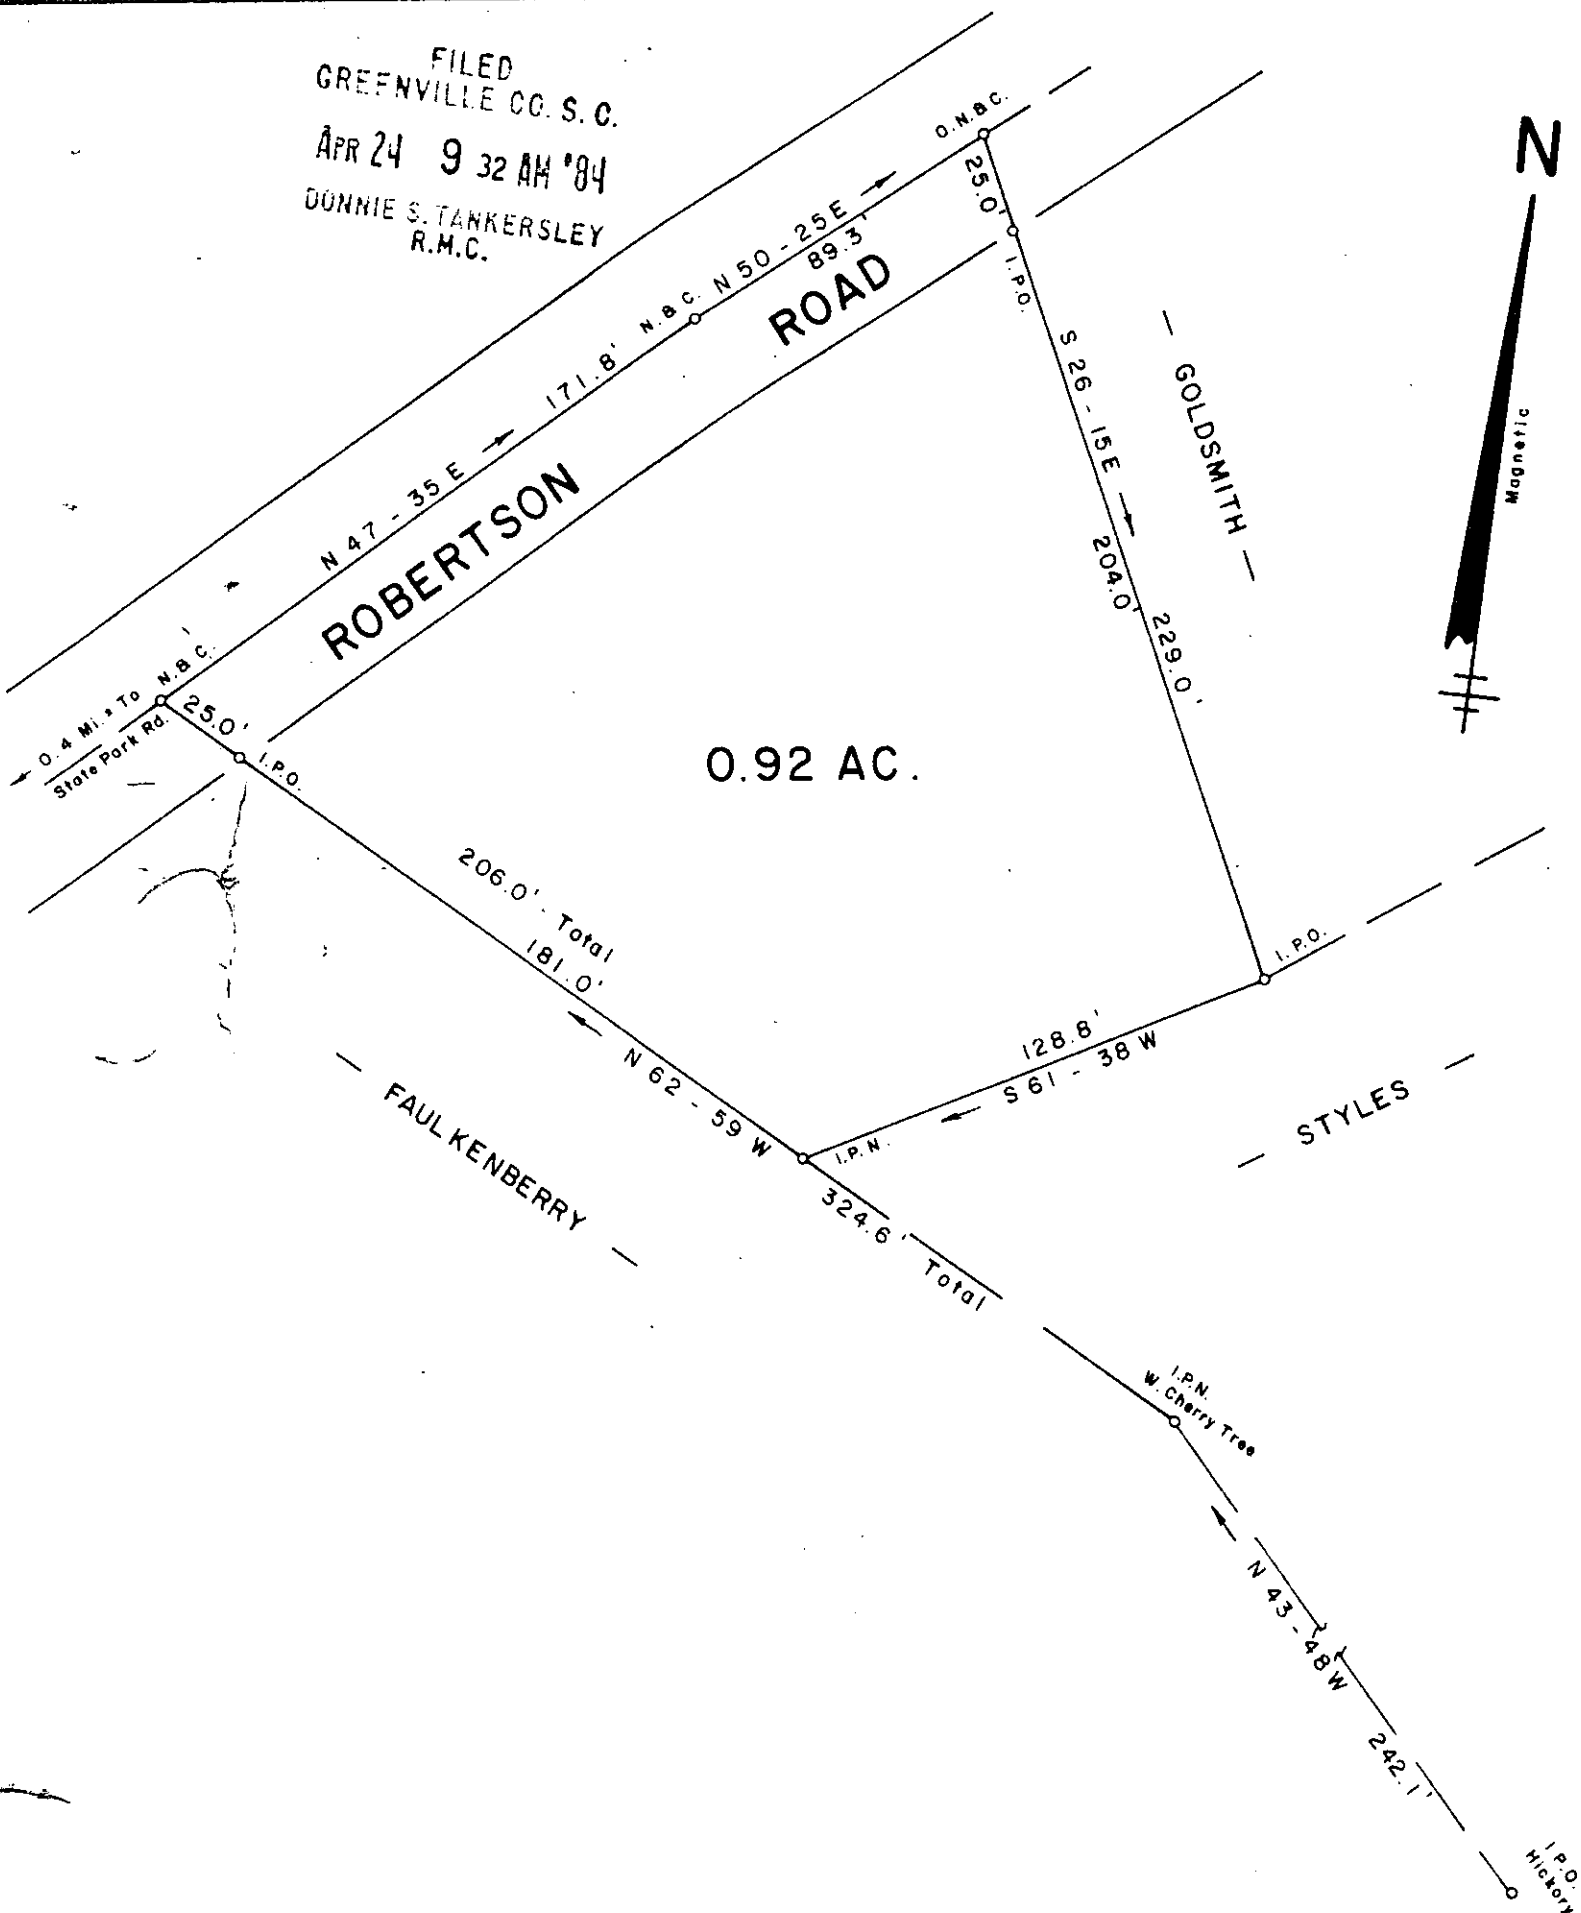 FILED
GREENVILLE CO. S. C.
APR 24 9 32 AM '84
DONNIE S. TANKERSLEY
R.M.C.
N
Magnetic
O.N.&C.
25.0'
I.P.O.
N 50 - 25 E
89.3'
N.&C.
171.8'
N 47 - 35 E
ROBERTSON ROAD
N.&C.
0.4 Mi.± To
State Park Rd.
25.0'
I.P.O.
S 26 - 15 E
204.0'
229.0'
— GOLDSMITH —
0.92 AC.
206.0' - Total
181.0'
N 62 - 59 W
— FAULKENBERRY —
I.P.O.
128.8'
S 61 - 38 W
I.P.N.
— STYLES —
324.6' Total
I.P.N.
W. Cherry Tree
N 43 - 48 W
242.1'
I.P.O.
Hickory